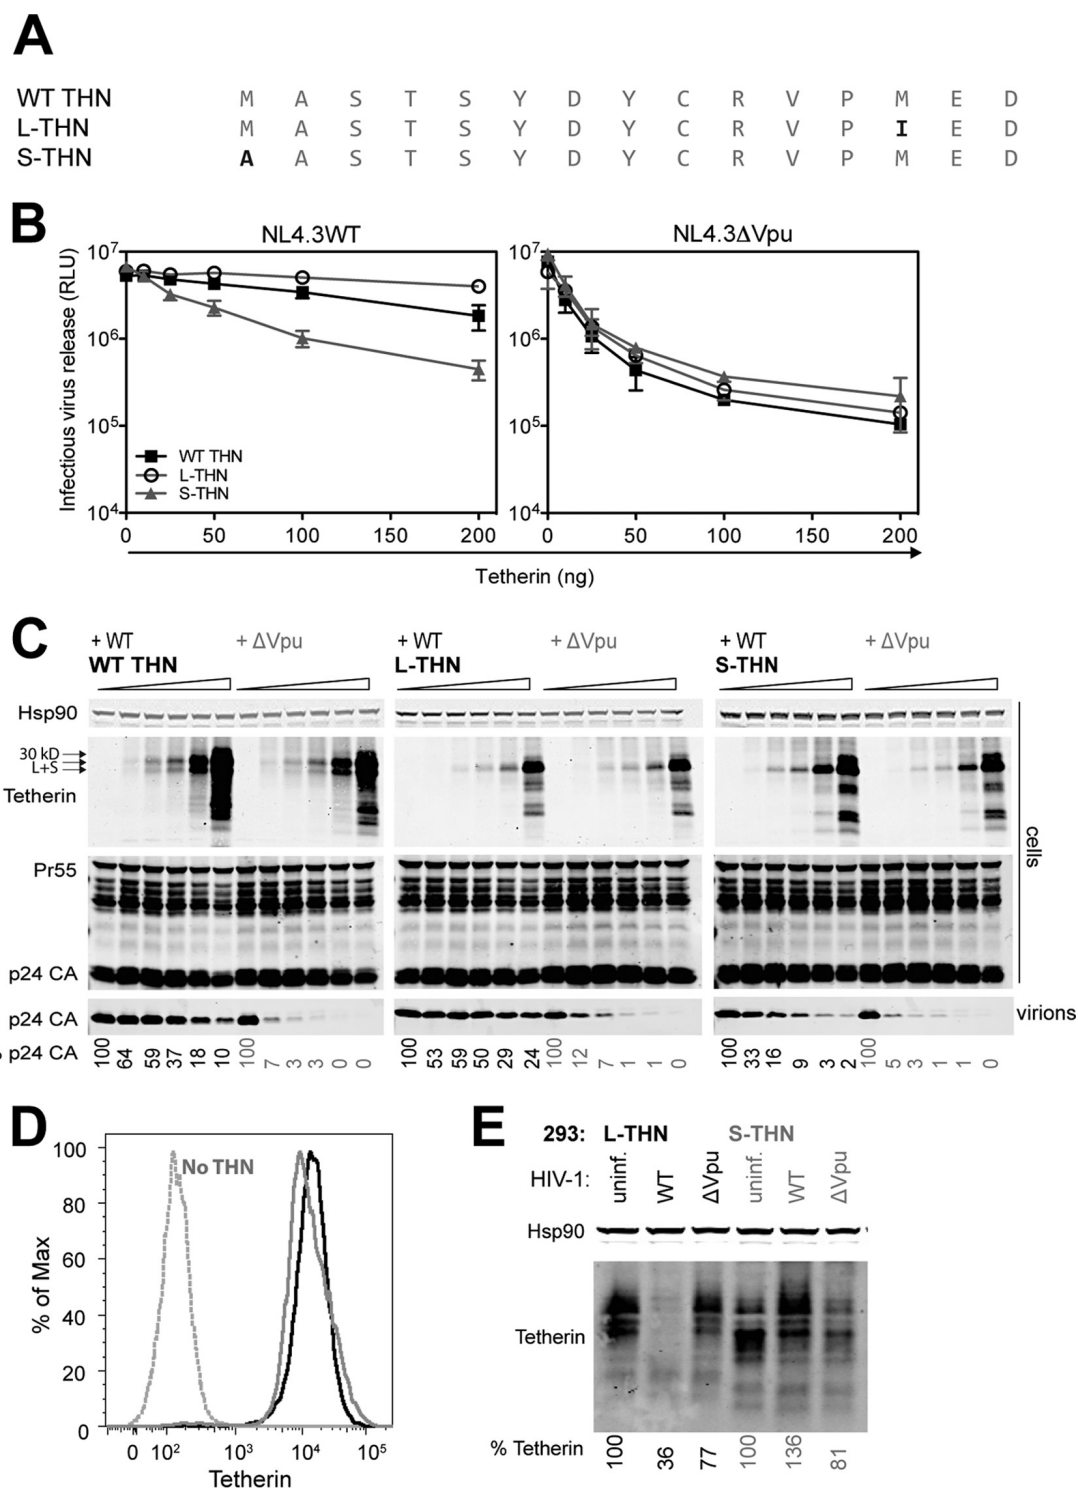 A
WT THN M A S T S Y D Y C R V P M E D
L-THN M A S T S Y D Y C R V P I E D
S-THN A A S T S Y D Y C R V P M E D
B
NL4.3WT NL4.3ΔVpu
Infectious virus release (RLU)
10⁷ 10⁷
10⁶ 10⁶
10⁵ 10⁵
WT THN
L-THN
S-THN
10⁴ 10⁴
0 50 100 150 200 0 50 100 150 200
Tetherin (ng)
C
+ WT + ΔVpu + WT + ΔVpu + WT + ΔVpu
WT THN L-THN S-THN
Hsp90
30 kD
L+S
Tetherin
Pr55
p24 CA
cells
p24 CA virions
p24 CA 100 64 59 37 18 10 100 7 3 3 0 0 100 53 59 50 29 24 100 12 7 1 1 0 100 33 16 9 3 2 100 5 3 1 1 0
D
% of Max
100
80
60
40
20
0
No THN
0 10² 10³ 10⁴ 10⁵
Tetherin
E
293: L-THN S-THN
HIV-1: uninf. WT ΔVpu uninf. WT ΔVpu
Hsp90
Tetherin
% Tetherin 100 36 77 100 136 81